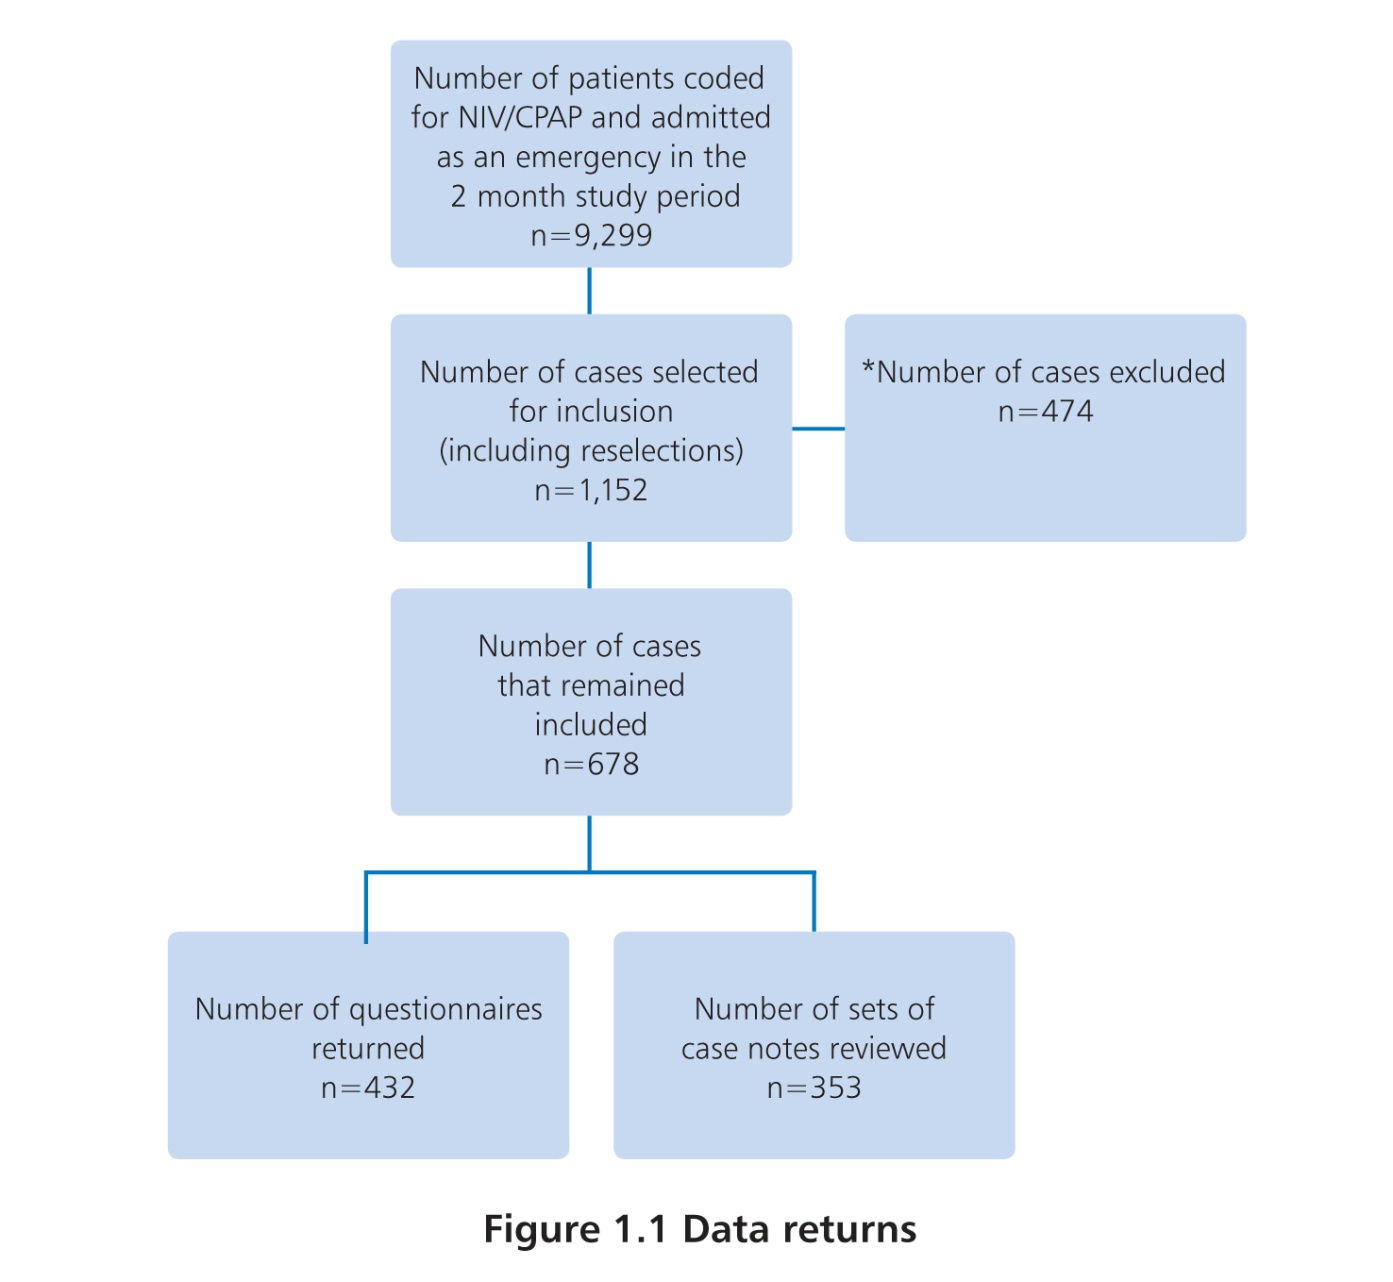 Number of patients coded
for NIV/CPAP and admitted
as an emergency in the
2 month study period
n=9,299
Number of cases selected
for inclusion
(including reselections)
n=1,152
*Number of cases excluded
n=474
Number of cases
that remained
included
n=678
Number of questionnaires
returned
n=432
Number of sets of
case notes reviewed
n=353
Figure 1.1 Data returns